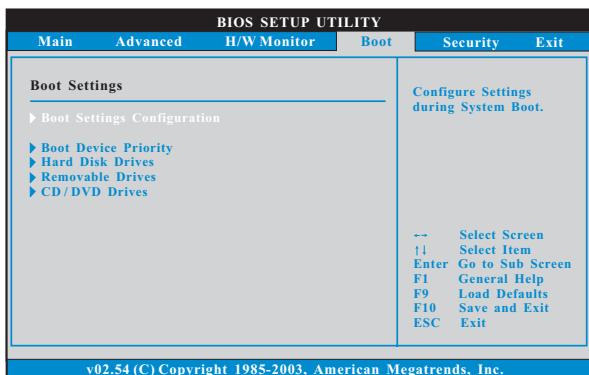 BIOS SETUP UTILITY
Main Advanced H/W Monitor Boot Security Exit
Boot Settings
Boot Settings Configuration
Boot Device Priority
Hard Disk Drives
Removable Drives
CD/DVD Drives
Configure Settings
during System Boot.
←→ Select Screen
↑↓ Select Item
Enter Go to Sub Screen
F1 General Help
F9 Load Defaults
F10 Save and Exit
ESC Exit
v02.54 (C) Copyright 1985-2003, American Megatrends, Inc.